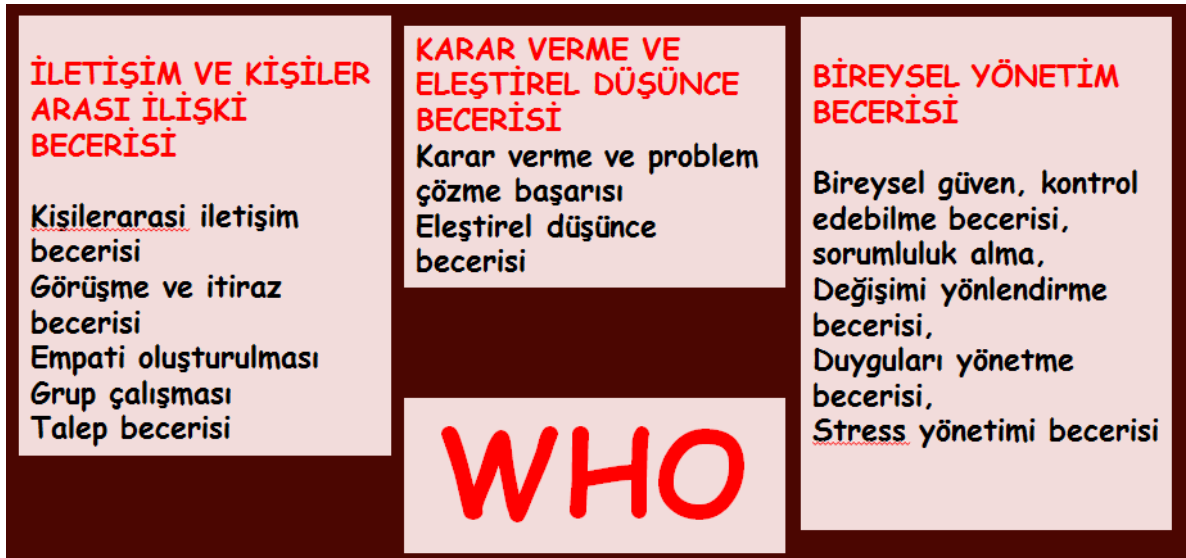 İLETİŞİM VE KİŞİLER
ARASI İLİŞKİ
BECERİSİ
Kişilerarasi iletişim
becerisi
Görüşme ve itiraz
becerisi
Empati oluşturulması
Grup çalışması
Talep becerisi
KARAR VERME VE
ELEŞTİREL DÜŞÜNCE
BECERİSİ
Karar verme ve problem
çözme başarısı
Eleştirel düşünce
becerisi
WHO
BİREYSEL YÖNETİM
BECERİSİ
Bireysel güven, kontrol
edebilme becerisi,
sorumluluk alma,
Değişimi yönlendirme
becerisi,
Duyguları yönetme
becerisi,
Stress yönetimi becerisi